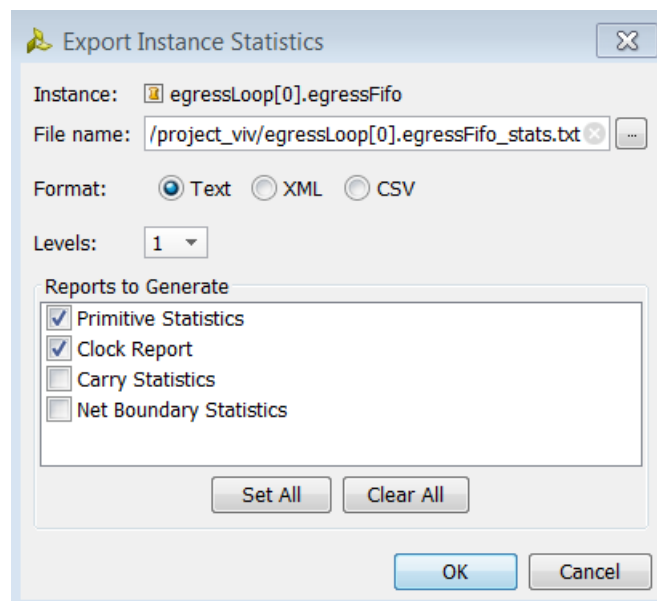 Export Instance Statistics
Instance: egressLoop[0].egressFifo
File name: /project_viv/egressLoop[0].egressFifo_stats.txt ...
Format: Text XML CSV
Levels: 1
Reports to Generate
Primitive Statistics
Clock Report
Carry Statistics
Net Boundary Statistics
Set All Clear All
OK Cancel